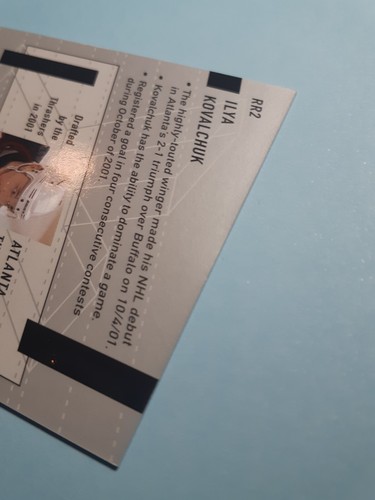 RR2
ILYA
KOVALCHUK
• The highly-touted winger made his NHL debut
in Atlanta's 2-1 triumph over Buffalo on 10/4/01.
• Kovalchuk has the ability to dominate a game.
Registered a goal in four consecutive contests
during October of 2001.
Drafted
by the
Thrashers
in 2001
ATLANTA